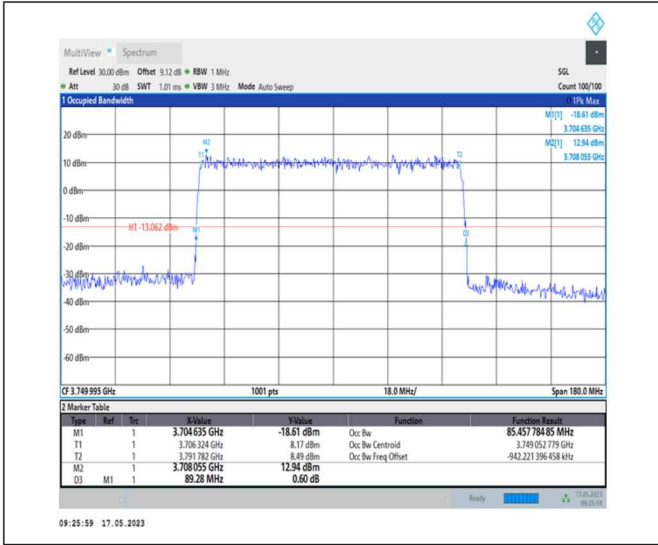 MultiView Spectrum
Ref Level 30.00 dBm Offset 9.12 dB RBW 1 MHz SGL
Att 30 dB SWT 1.01 ms VBW 3 MHz Mode Auto Sweep Count 100/100
1 Occupied Bandwidth 1Pk Max
M1[1] -18.61 dBm
3.704 635 GHz
M2[1] 12.94 dBm
3.708 055 GHz
20 dBm
M2
T1 T2
10 dBm
0 dBm
-10 dBm
H1 -13.062 dBm M1
D3
-20 dBm
-30 dBm
-40 dBm
-50 dBm
-60 dBm
CF 3.749 995 GHz 1001 pts 18.0 MHz/ Span 180.0 MHz
2 Marker Table
Type Ref Trc X-Value Y-Value Function Function Result
M1 1 3.704 635 GHz -18.61 dBm Occ Bw 85.457 784 85 MHz
T1 1 3.706 324 GHz 8.17 dBm Occ Bw Centroid 3.749 052 779 GHz
T2 1 3.791 782 GHz 8.49 dBm Occ Bw Freq Offset -942.221 396 458 kHz
M2 1 3.708 055 GHz 12.94 dBm
D3 M1 1 89.28 MHz 0.60 dB
Ready 17.05.2023
09:25:59
09:25:59 17.05.2023